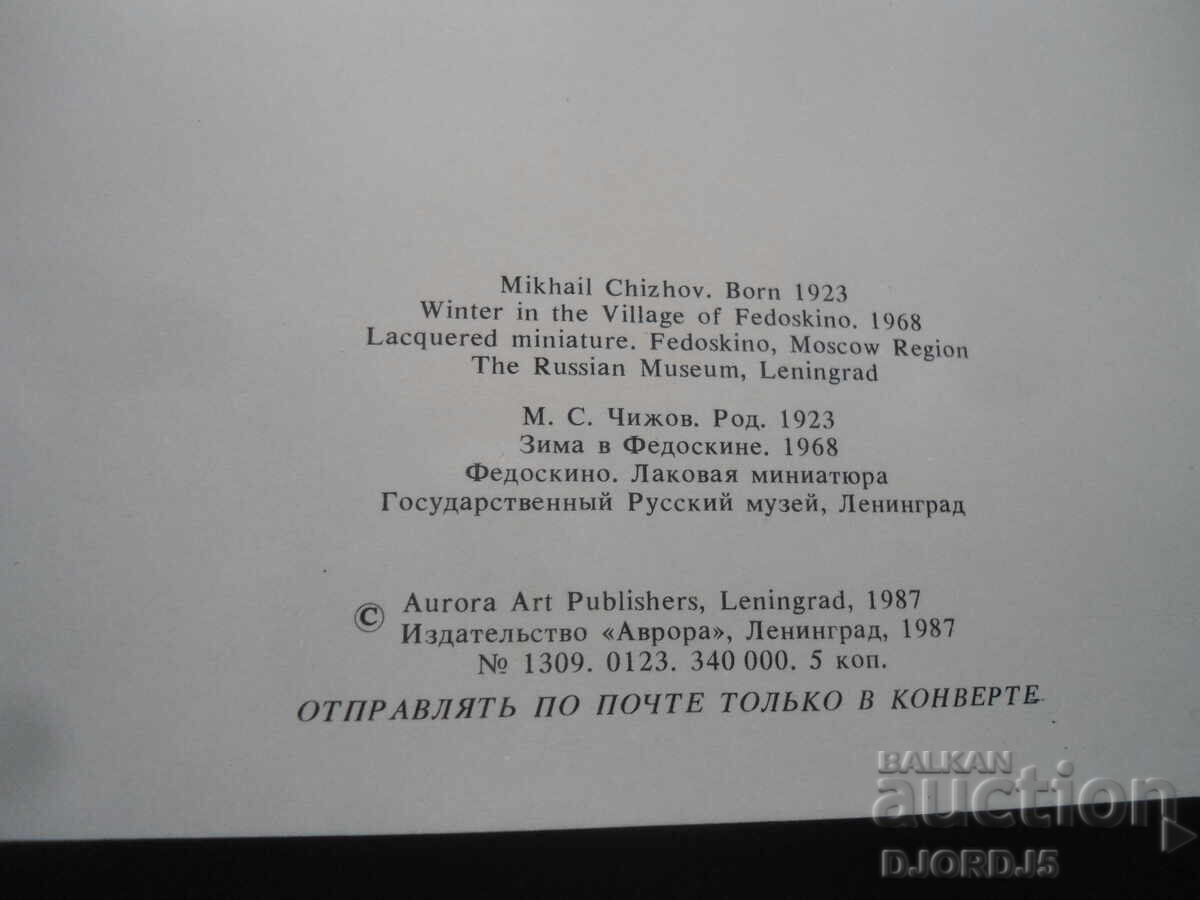 Mikhail Chizhov. Born 1923
Winter in the Village of Fedoskino. 1968
Lacquered miniature. Fedoskino, Moscow Region
The Russian Museum, Leningrad
М. С. Чижов. Род. 1923
Зима в Федоскине. 1968
Федоскино. Лаковая миниатюра
Государственный Русский музей, Ленинград
© Aurora Art Publishers, Leningrad, 1987
Издательство «Аврора», Ленинград, 1987
№ 1309. 0123. 340 000. 5 коп.
ОТПРАВЛЯТЬ ПО ПОЧТЕ ТОЛЬКО В КОНВЕРТЕ
BALKAN
auction
DJORDJ5